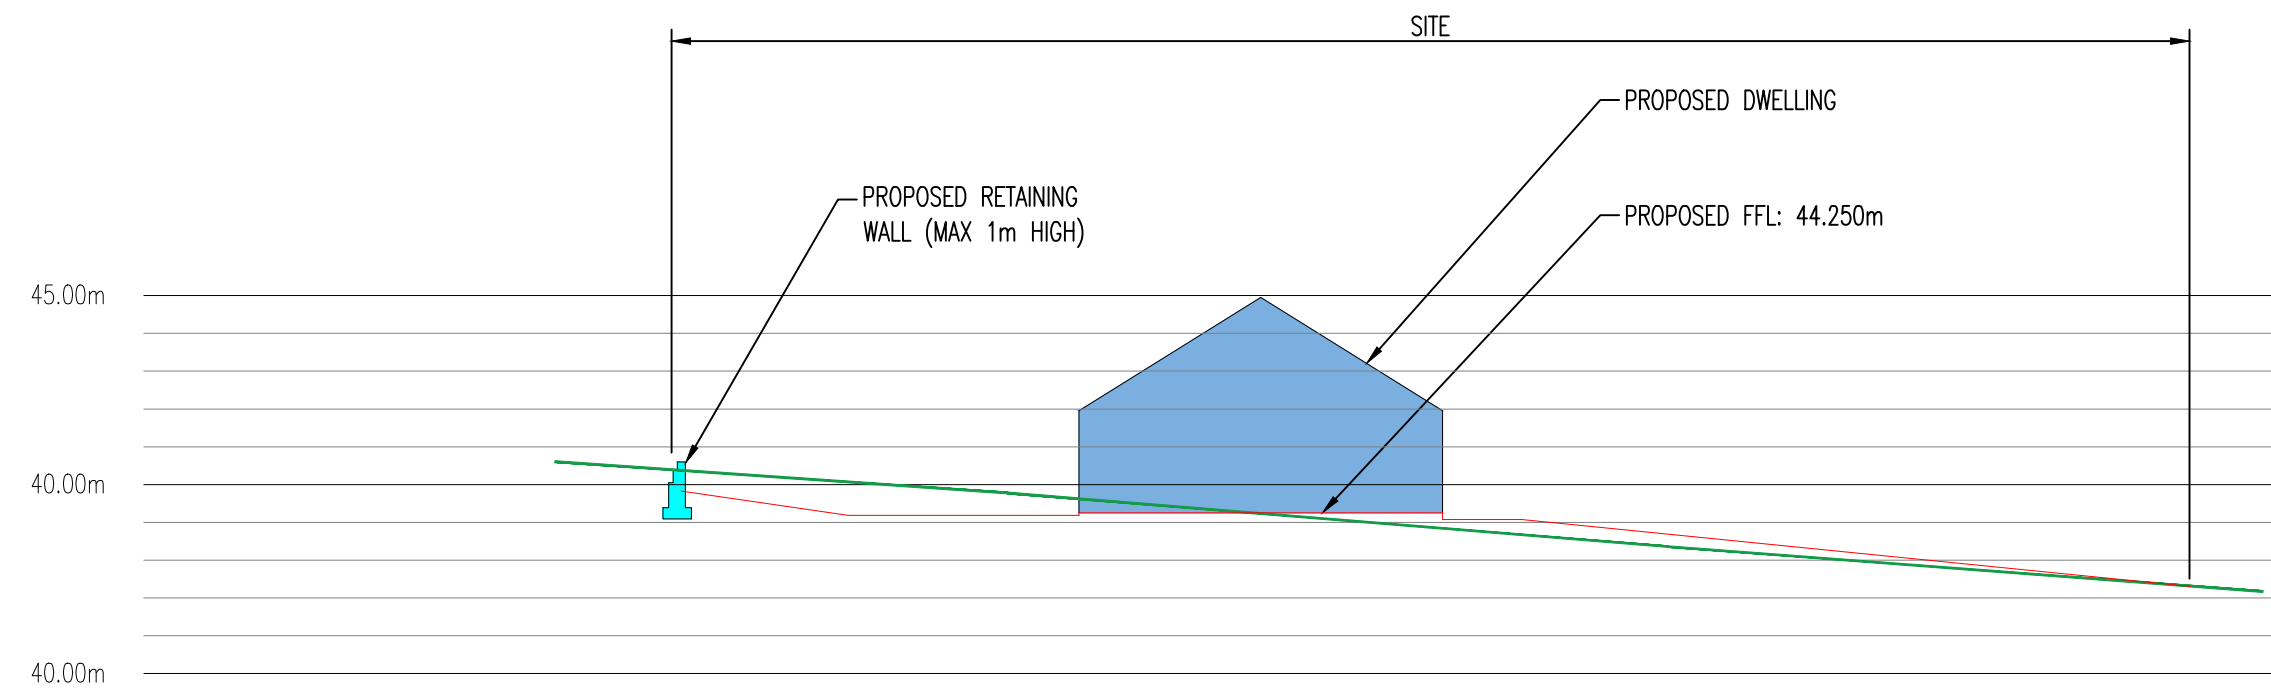 SITE
PROPOSED DWELLING
PROPOSED RETAINING
WALL (MAX 1m HIGH)
PROPOSED FFL: 44.250m
45.00m
40.00m
40.00m